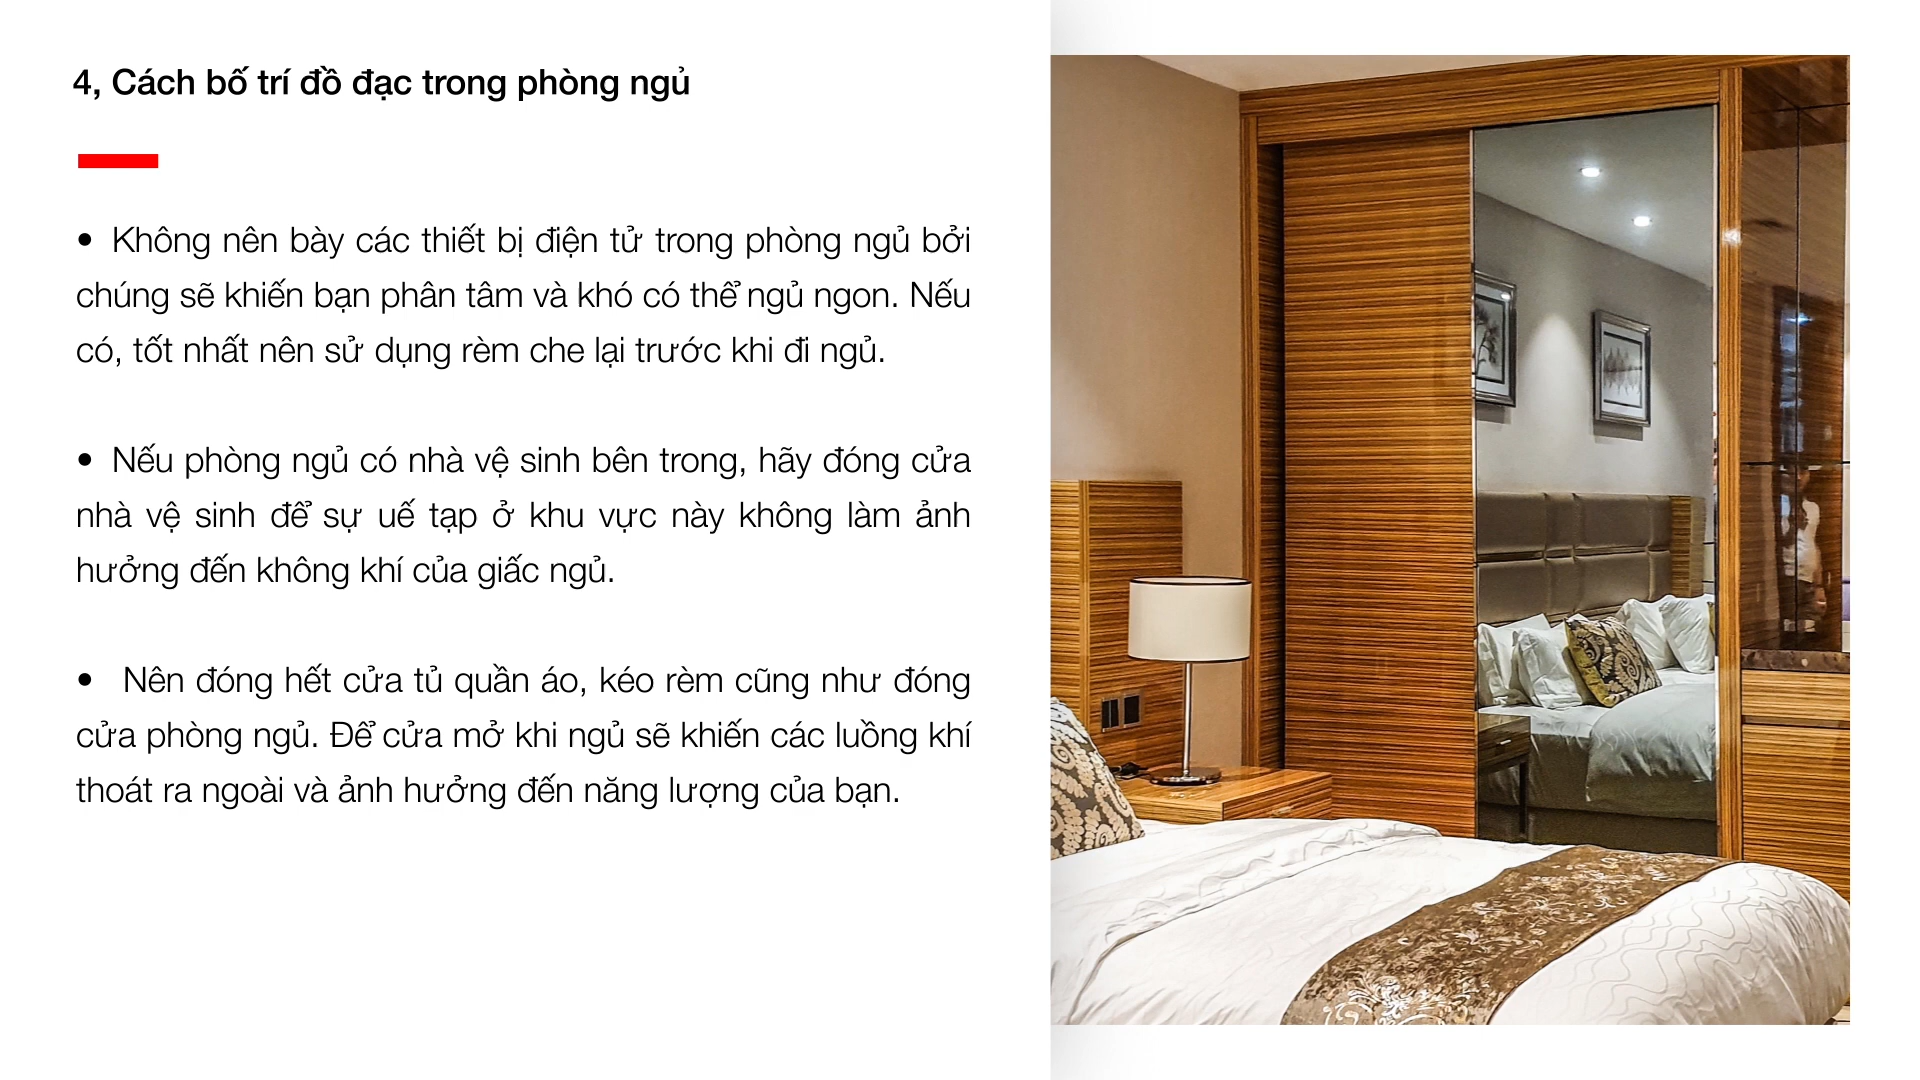 4, Cách bố trí đồ đạc trong phòng ngủ
• Không nên bày các thiết bị điện tử trong phòng ngủ bởi
chúng sẽ khiến bạn phân tâm và khó có thể ngủ ngon. Nếu
có, tốt nhất nên sử dụng rèm che lại trước khi đi ngủ.
• Nếu phòng ngủ có nhà vệ sinh bên trong, hãy đóng cửa
nhà vệ sinh để sự uế tạp ở khu vực này không làm ảnh
hưởng đến không khí của giấc ngủ.
• Nên đóng hết cửa tủ quần áo, kéo rèm cũng như đóng
cửa phòng ngủ. Để cửa mở khi ngủ sẽ khiến các luồng khí
thoát ra ngoài và ảnh hưởng đến năng lượng của bạn.